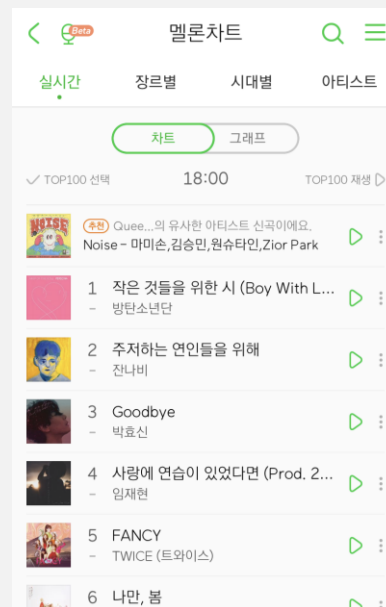 Beta
멜론차트
실시간 장르별 시대별 아티스트
차트 그래프
TOP100 선택 18:00 TOP100 재생
추천 Quee...의 유사한 아티스트 신곡이에요.
Noise - 마미손,김승민,원슈타인,Zior Park
NOISE
1 작은 것들을 위한 시 (Boy With L...
- 방탄소년단
2 주저하는 연인들을 위해
- 잔나비
3 Goodbye
- 박효신
4 사랑에 연습이 있었다면 (Prod. 2...
- 임재현
5 FANCY
- TWICE (트와이스)
6 나만, 봄